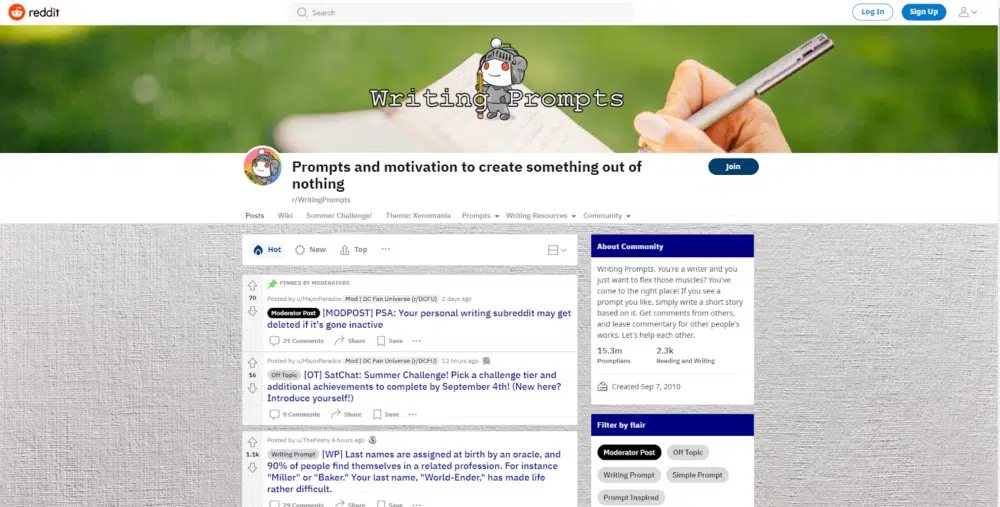 reddit
Search
Log In
Sign Up
Writing Prompts
Prompts and motivation to create something out of
nothing
r/WritingPrompts
Join
Posts Wiki Summer Challenge! Theme: Xenomania Prompts Writing Resources Community
Hot New Top
PINNED BY MODERATORS
70
Posted by u/MajorParadox Mod | DC Fan Universe (r/DCFU) 2 days ago
Moderator Post [MODPOST] PSA: Your personal writing subreddit may get
deleted if it's gone inactive
21 Comments Share Save
Posted by u/MajorParadox Mod | DC Fan Universe (r/DCFU) 12 hours ago
16
Off Topic [OT] SatChat: Summer Challenge! Pick a challenge tier and
additional achievements to complete by September 4th! (New here?
Introduce yourself!)
9 Comments Share Save
Posted by u/TheFeshy 6 hours ago
1.1k
Writing Prompt [WP] Last names are assigned at birth by an oracle, and
90% of people find themselves in a related profession. For instance
"Miller" or "Baker." Your last name, "World-Ender," has made life
rather difficult.
29 Comments Share Save
About Community
Writing Prompts. You're a writer and you
just want to flex those muscles? You've
come to the right place! If you see a
prompt you like, simply write a short story
based on it. Get comments from others,
and leave commentary for other people's
works. Let's help each other.
15.3m 2.3k
Promptians Reading and Writing
Created Sep 7, 2010
Filter by flair
Moderator Post Off Topic
Writing Prompt Simple Prompt
Prompt Inspired